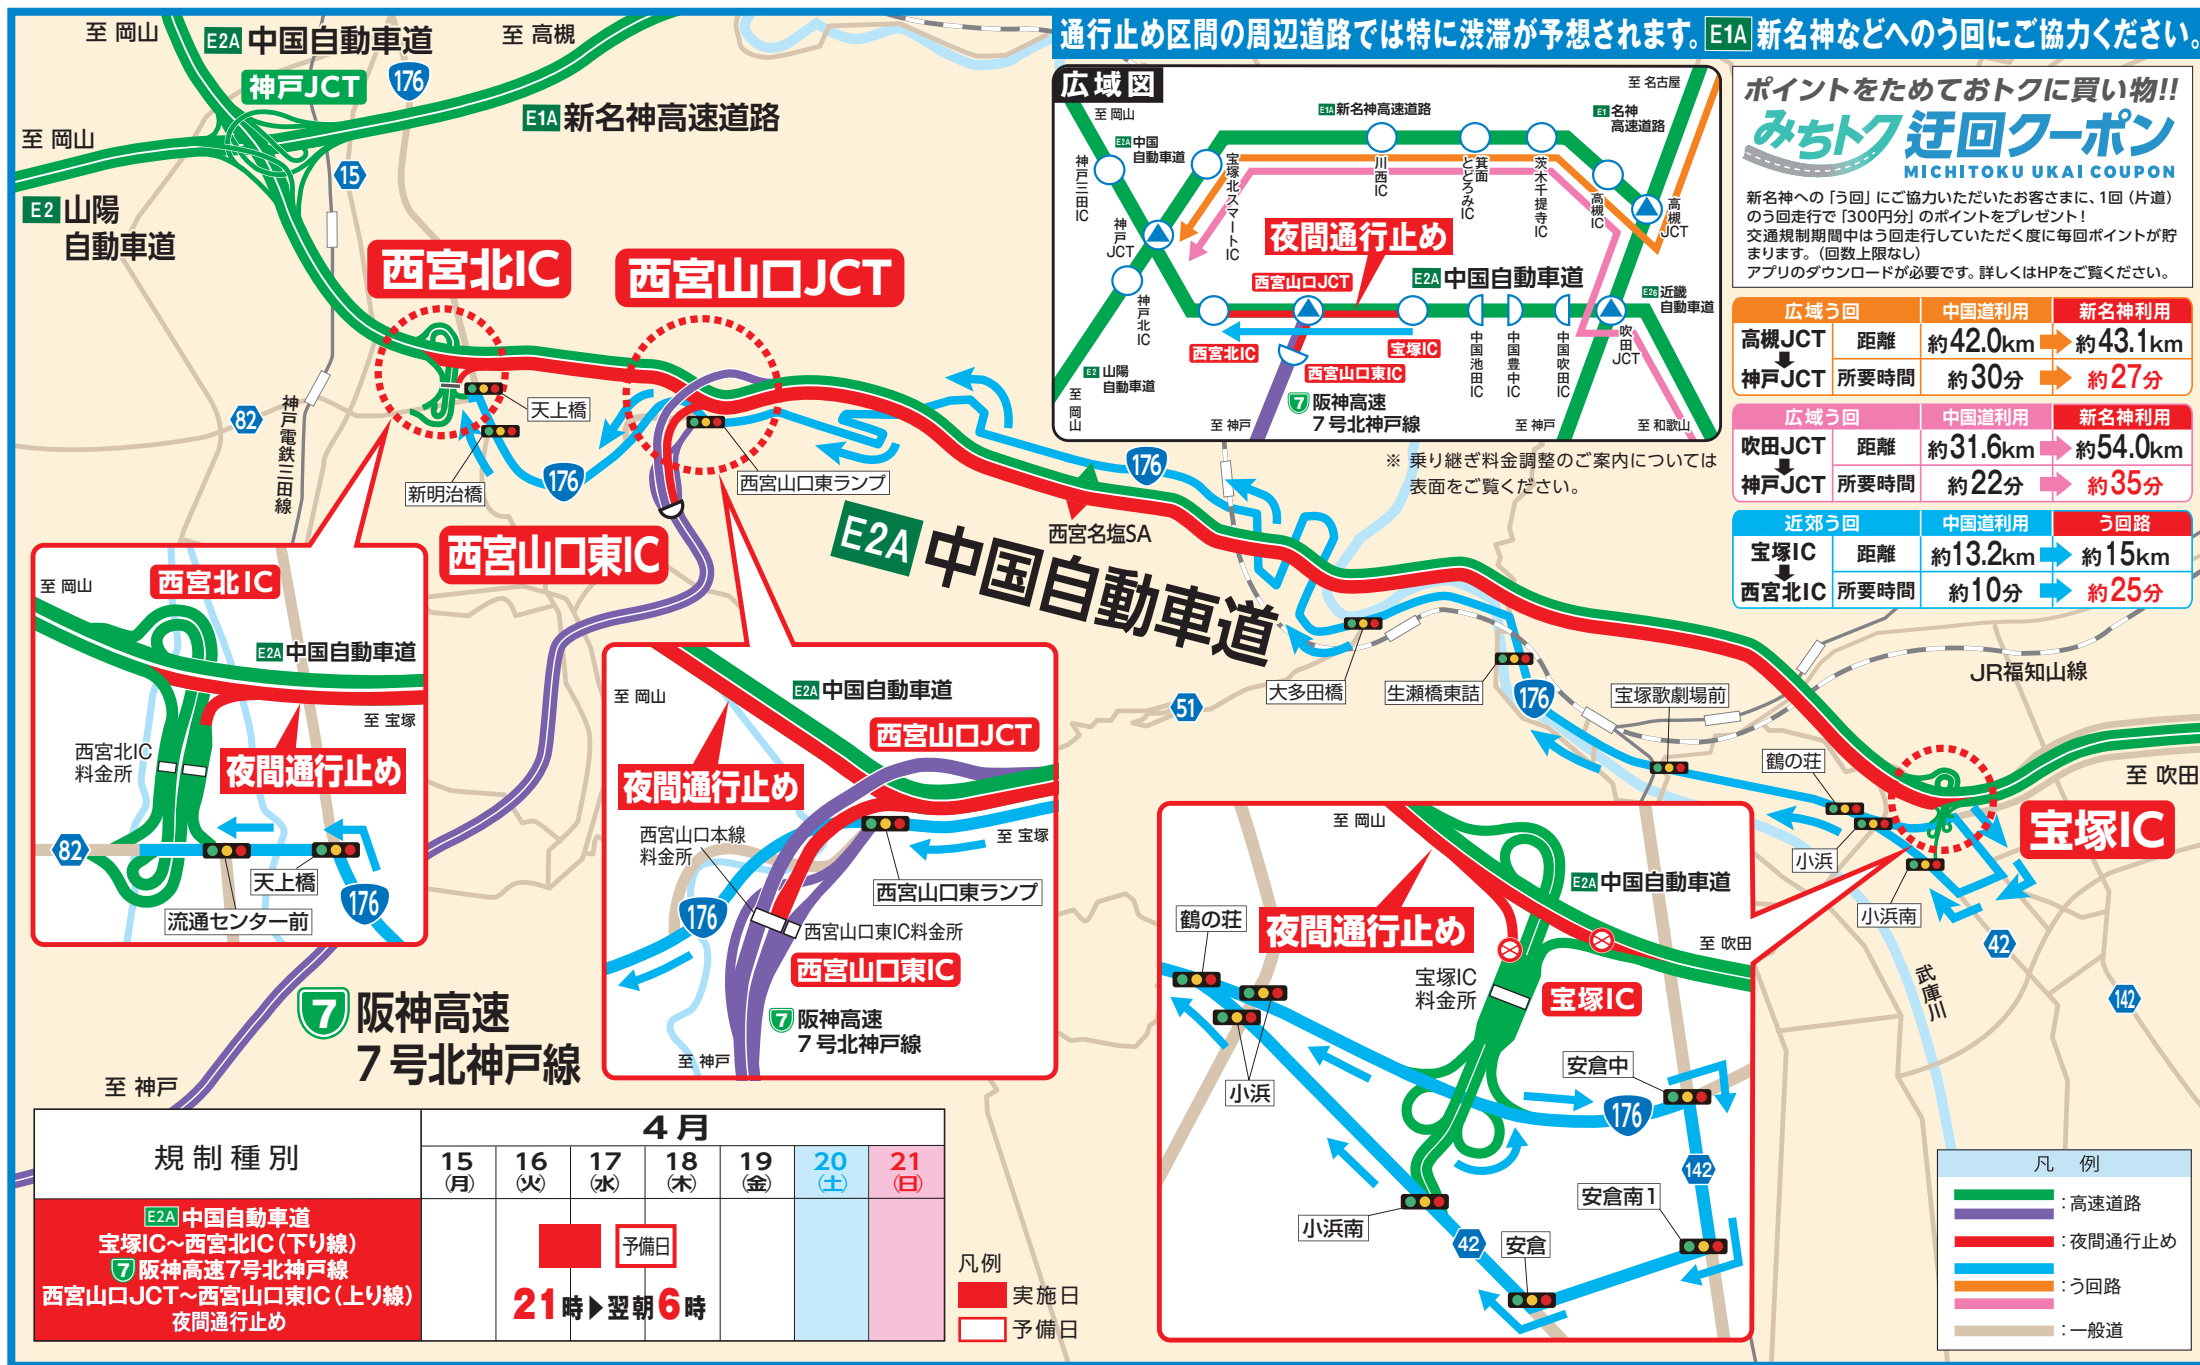 通行止め区間の周辺道路では特に渋滞が予想されます。E1A 新名神などへのう回にご協力ください。
至 岡山
E2A 中国自動車道
至 高槻
神戸JCT
176
至 岡山
E1A 新名神高速道路
15
E2 山陽
自動車道
西宮北IC
西宮山口JCT
82
神戸電鉄三田線
天上橋
新明治橋
176
西宮山口東ランプ
西宮山口東IC
西宮名塩SA
176
E2A 中国自動車道
51
大多田橋
生瀬橋東詰
176
宝塚歌劇場前
JR福知山線
鶴の荘
小浜
至 吹田
宝塚IC
小浜南
42
武庫川
142
7 阪神高速
7号北神戸線
至 神戸
広域図
至 岡山
E1A 新名神高速道路
至 名古屋
E1 名神
高速道路
E2A 中国
自動車道
神戸三田IC
宝塚北スマートIC
川西IC
箕面
とどろみIC
茨木千提寺IC
高槻IC
高槻JCT
神戸JCT
夜間通行止め
西宮山口JCT
E2A 中国自動車道
E26 近畿
自動車道
神戸北IC
西宮北IC
宝塚IC
西宮山口東IC
中国池田IC
中国豊中IC
中国吹田IC
吹田JCT
E2 山陽
自動車道
至 岡山
7 阪神高速
7号北神戸線
至 神戸
至 神戸
至 和歌山
※ 乗り継ぎ料金調整のご案内については
表面をご覧ください。
ポイントをためておトクに買い物!!
みちトク 迂回クーポン
MICHITOKU UKAI COUPON
新名神への「う回」にご協力いただいたお客さまに、1回(片道)
のう回走行で「300円分」のポイントをプレゼント!
交通規制期間中はう回走行していただく度に毎回ポイントが貯
まります。(回数上限なし)
アプリのダウンロードが必要です。詳しくはHPをご覧ください。
広域う回 中国道利用 新名神利用
高槻JCT 距離 約42.0km 約43.1km
神戸JCT 所要時間 約30分 約27分
広域う回 中国道利用 新名神利用
吹田JCT 距離 約31.6km 約54.0km
神戸JCT 所要時間 約22分 約35分
近郊う回 中国道利用 う回路
宝塚IC 距離 約13.2km 約15km
西宮北IC 所要時間 約10分 約25分
至 岡山
西宮北IC
E2A 中国自動車道
至 宝塚
西宮北IC
料金所
夜間通行止め
82
天上橋
176
流通センター前
至 岡山
E2A 中国自動車道
西宮山口JCT
夜間通行止め
西宮山口本線
料金所
至 宝塚
西宮山口東ランプ
176
西宮山口東IC料金所
西宮山口東IC
7 阪神高速
7号北神戸線
至 神戸
至 岡山
E2A 中国自動車道
鶴の荘
夜間通行止め
至 吹田
宝塚IC
料金所
宝塚IC
小浜
安倉中
176
142
安倉南1
小浜南
42
安倉
規制種別
4月
15 16 17 18 19 20 21
(月) (火) (水) (木) (金) (土) (日)
E2A 中国自動車道
宝塚IC〜西宮北IC(下り線)
7 阪神高速7号北神戸線
西宮山口JCT〜西宮山口東IC(上り線)
夜間通行止め
予備日
21時▶翌朝6時
凡例
実施日
予備日
凡例
:高速道路
:夜間通行止め
:う回路
:一般道